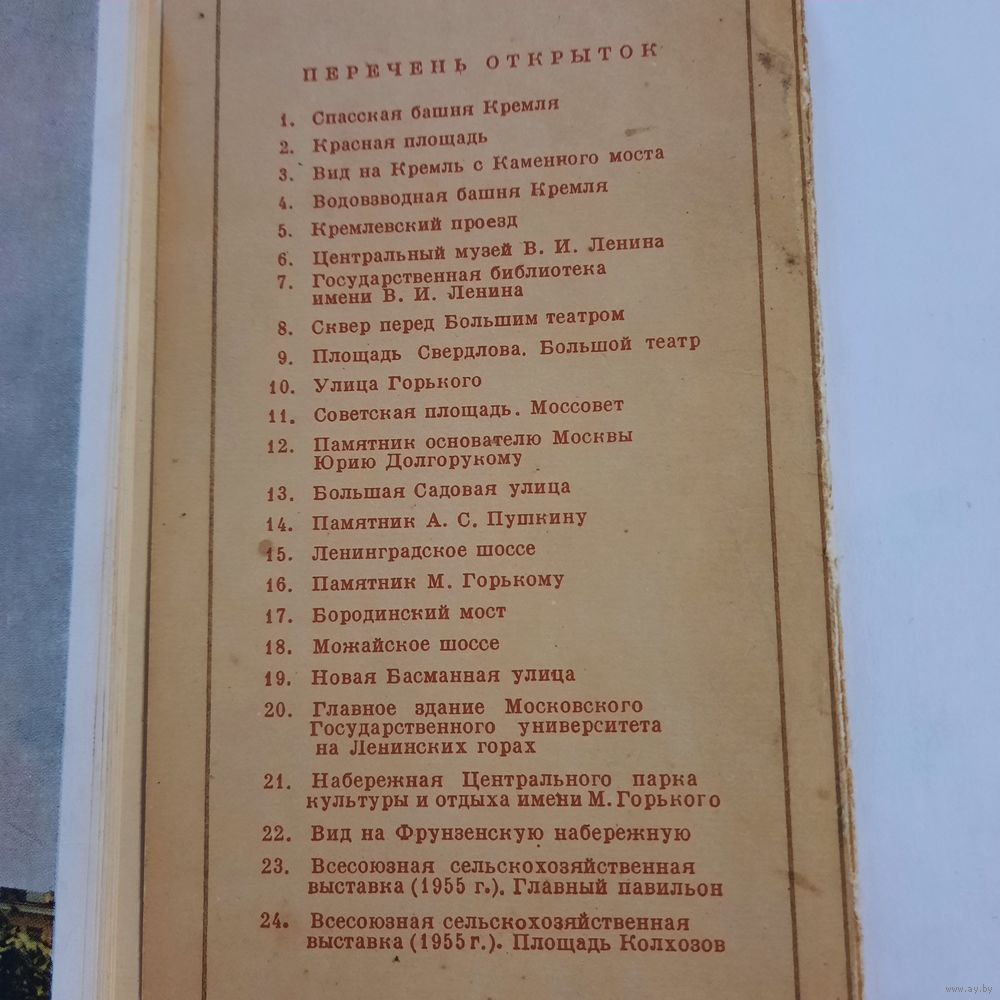 ПЕРЕЧЕНЬ ОТКРЫТОК
1. Спасская башня Кремля
2. Красная площадь
3. Вид на Кремль с Каменного моста
4. Водовзводная башня Кремля
5. Кремлевский проезд
6. Центральный музей В. И. Ленина
7. Государственная библиотека
имени В. И. Ленина
8. Сквер перед Большим театром
9. Площадь Свердлова. Большой театр
10. Улица Горького
11. Советская площадь. Моссовет
12. Памятник основателю Москвы
Юрию Долгорукому
13. Большая Садовая улица
14. Памятник А. С. Пушкину
15. Ленинградское шоссе
16. Памятник М. Горькому
17. Бородинский мост
18. Можайское шоссе
19. Новая Басманная улица
20. Главное здание Московского
Государственного университета
на Ленинских горах
21. Набережная Центрального парка
культуры и отдыха имени М. Горького
22. Вид на Фрунзенскую набережную
23. Всесоюзная сельскохозяйственная
выставка (1955 г.). Главный павильон
24. Всесоюзная сельскохозяйственная
выставка (1955 г.). Площадь Колхозов
www.ay.by